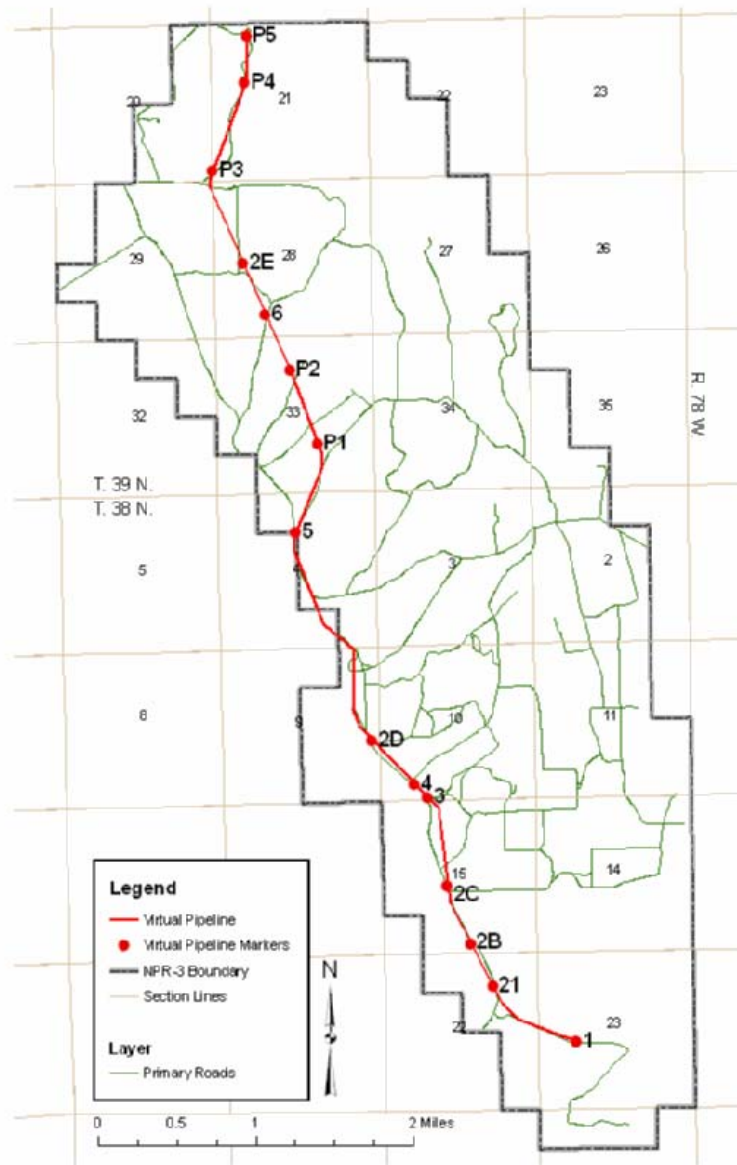 P5
P4
20
21
22
23
P3
29
2E
28
27
26
6
P2
32
33
34
35
R. 78 W
P1
T. 39 N.
T. 38 N.
5
5
4
3
2
8
9
2D
10
11
4
3
15
14
2C
2B
21
22
23
1
Legend
Virtual Pipeline
Virtual Pipeline Markers
NPR-3 Boundary
Section Lines
Layer
Primary Roads
N
0 0.5 1 2 Miles